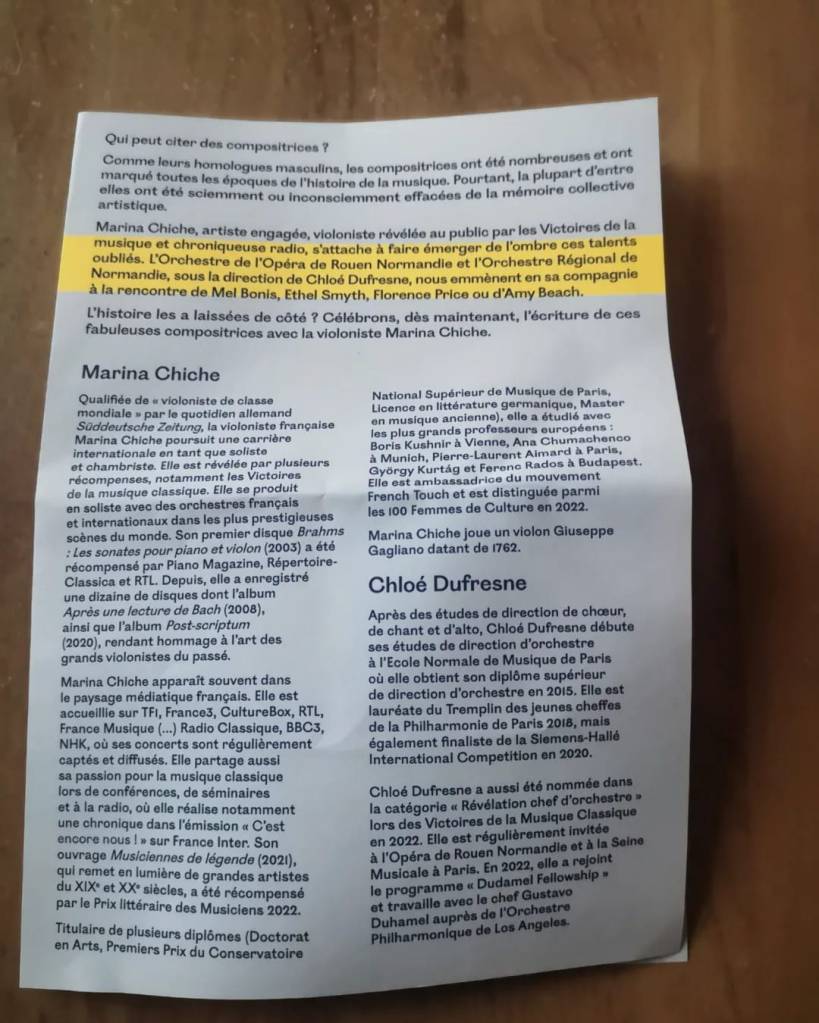 Qui peut citer des compositrices ?
Comme leurs homologues masculins, les compositrices ont été nombreuses et ont
marqué toutes les époques de l'histoire de la musique. Pourtant, la plupart d'entre
elles ont été sciemment ou inconsciemment effacées de la mémoire collective
artistique.
Marina Chiche, artiste engagée, violoniste révélée au public par les Victoires de la
musique et chroniqueuse radio, s'attache à faire émerger de l'ombre ces talents
oubliés. L'Orchestre de l'Opéra de Rouen Normandie et l'Orchestre Régional de
Normandie, sous la direction de Chloé Dufresne, nous emmènent en sa compagnie
à la rencontre de Mel Bonis, Ethel Smyth, Florence Price ou d'Amy Beach.
L'histoire les a laissées de côté ? Célébrons, dès maintenant, l'écriture de ces
fabuleuses compositrices avec la violoniste Marina Chiche.
Marina Chiche
Qualifiée de « violoniste de classe
mondiale » par le quotidien allemand
Süddeutsche Zeitung, la violoniste française
Marina Chiche poursuit une carrière
internationale en tant que soliste
et chambriste. Elle est révélée par plusieurs
récompenses, notamment les Victoires
de la musique classique. Elle se produit
en soliste avec des orchestres français
et internationaux dans les plus prestigieuses
scènes du monde. Son premier disque Brahms
: Les sonates pour piano et violon (2003) a été
récompensé par Piano Magazine, Répertoire-
Classica et RTL. Depuis, elle a enregistré
une dizaine de disques dont l'album
Après une lecture de Bach (2008),
ainsi que l'album Post-scriptum
(2020), rendant hommage à l'art des
grands violonistes du passé.
Marina Chiche apparaît souvent dans
le paysage médiatique français. Elle est
accueillie sur TF1, France3, CultureBox, RTL,
France Musique (...) Radio Classique, BBC3,
NHK, où ses concerts sont régulièrement
captés et diffusés. Elle partage aussi
sa passion pour la musique classique
lors de conférences, de séminaires
et à la radio, où elle réalise notamment
une chronique dans l'émission « C'est
encore nous ! » sur France Inter. Son
ouvrage Musiciennes de légende (2021),
qui remet en lumière de grandes artistes
du XIXe et XXe siècles, a été récompensé
par le Prix littéraire des Musiciens 2022.
Titulaire de plusieurs diplômes (Doctorat
en Arts, Premiers Prix du Conservatoire
National Supérieur de Musique de Paris,
Licence en littérature germanique, Master
en musique ancienne), elle a étudié avec
les plus grands professeurs européens :
Boris Kushnir à Vienne, Ana Chumachenco
à Munich, Pierre-Laurent Aimard à Paris,
György Kurtág et Ferenc Rados à Budapest.
Elle est ambassadrice du mouvement
French Touch et est distinguée parmi
les 100 Femmes de Culture en 2022.
Marina Chiche joue un violon Giuseppe
Gagliano datant de 1762.
Chloé Dufresne
Après des études de direction de chœur,
de chant et d'alto, Chloé Dufresne débute
ses études de direction d'orchestre
à l'Ecole Normale de Musique de Paris
où elle obtient son diplôme supérieur
de direction d'orchestre en 2015. Elle est
lauréate du Tremplin des jeunes cheffes
de la Philharmonie de Paris 2018, mais
également finaliste de la Siemens-Hallé
International Competition en 2020.
Chloé Dufresne a aussi été nommée dans
la catégorie « Révélation chef d'orchestre »
lors des Victoires de la Musique Classique
en 2022. Elle est régulièrement invitée
à l'Opéra de Rouen Normandie et à la Seine
Musicale à Paris. En 2022, elle a rejoint
le programme « Dudamel Fellowship »
et travaille avec le chef Gustavo
Duhamel auprès de l'Orchestre
Philharmonique de Los Angeles.